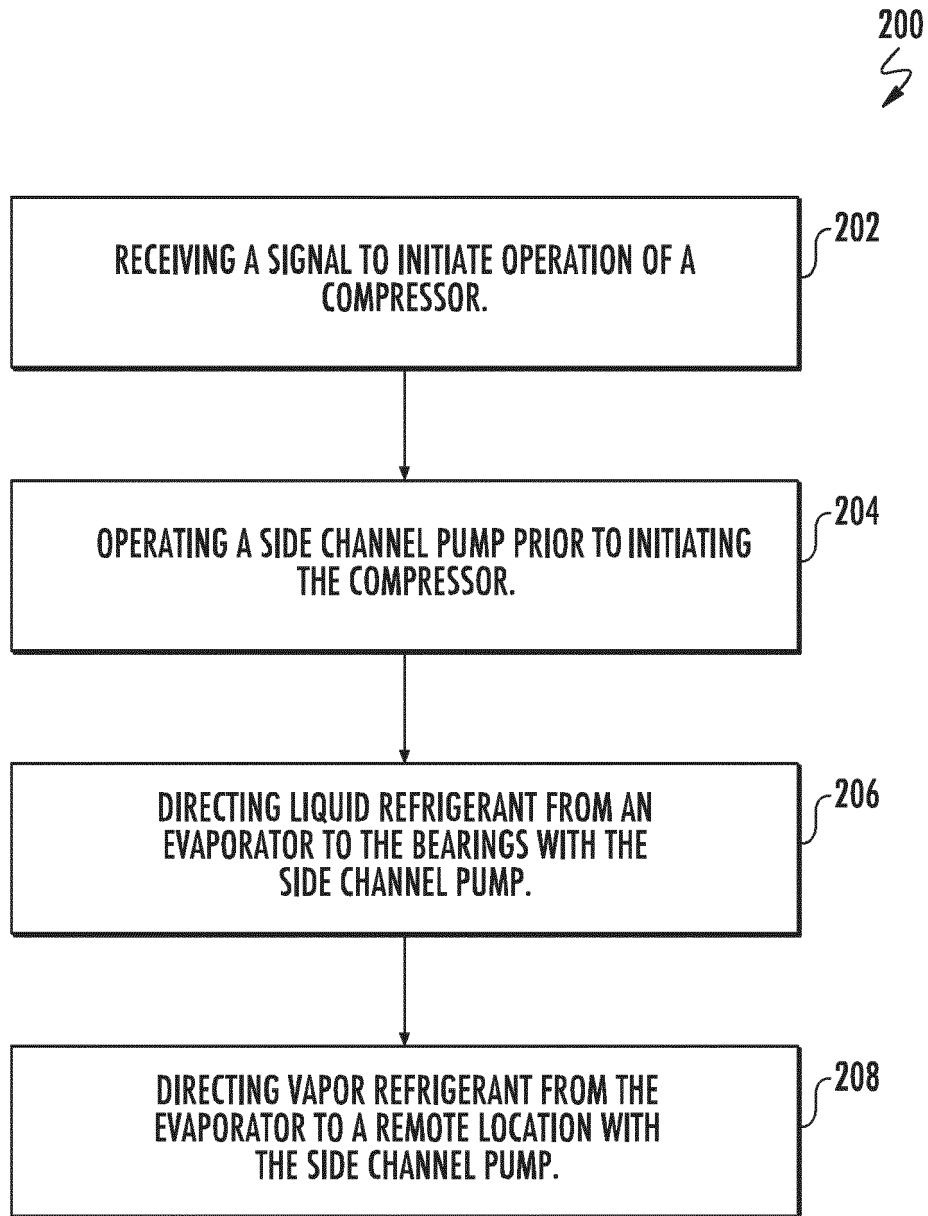 200
RECEIVING A SIGNAL TO INITIATE OPERATION OF A
COMPRESSOR.
202
OPERATING A SIDE CHANNEL PUMP PRIOR TO INITIATING
THE COMPRESSOR.
204
DIRECTING LIQUID REFRIGERANT FROM AN
EVAPORATOR TO THE BEARINGS WITH THE
SIDE CHANNEL PUMP.
206
DIRECTING VAPOR REFRIGERANT FROM THE
EVAPORATOR TO A REMOTE LOCATION WITH
THE SIDE CHANNEL PUMP.
208